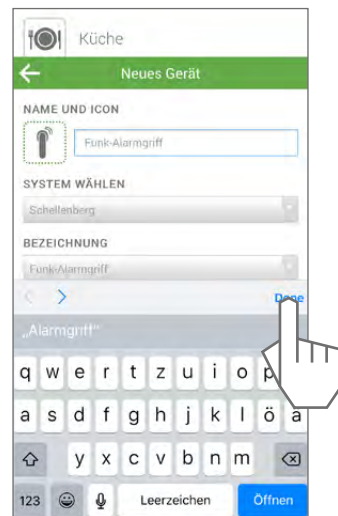 Küche
Neues Gerät
NAME UND ICON
Funk-Alarmgriff
SYSTEM WÄHLEN
Schellenberg
BEZEICHNUNG
Funk-Alarmgriff
Done
„Alarmgriff“
q w e r t z u i o p
a s d f g h j k l ö ä
y x c v b n m
123 Leerzeichen Öffnen